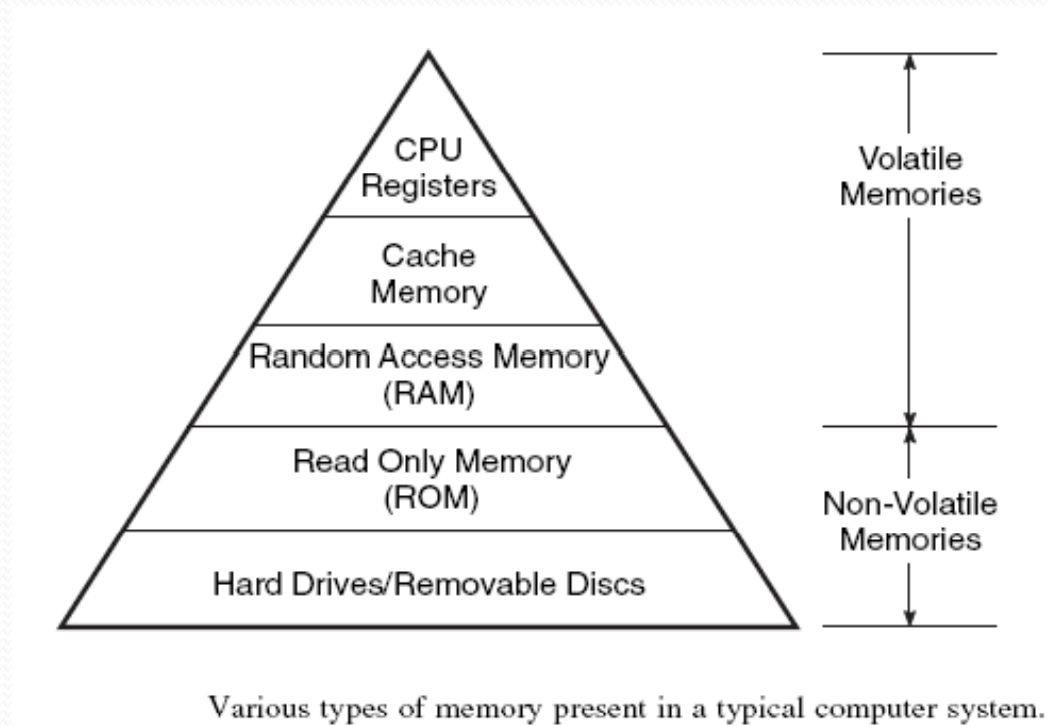 CPU
Registers
Cache
Memory
Random Access Memory
(RAM)
Read Only Memory
(ROM)
Hard Drives/Removable Discs
Volatile
Memories
Non-Volatile
Memories
Various types of memory present in a typical computer system.